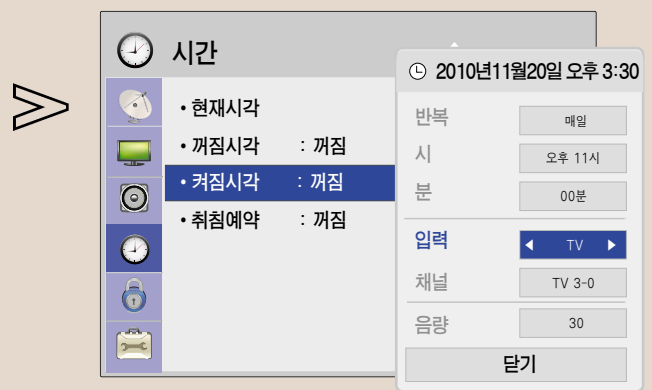 시간
• 현재시각
• 꺼짐시각 : 꺼짐
• 켜짐시각 : 꺼짐
• 취침예약 : 꺼짐
2010년11월20일 오후 3:30
반복 매일
시 오후 11시
분 00분
입력 ◀ TV ▶
채널 TV 3-0
음량 30
닫기